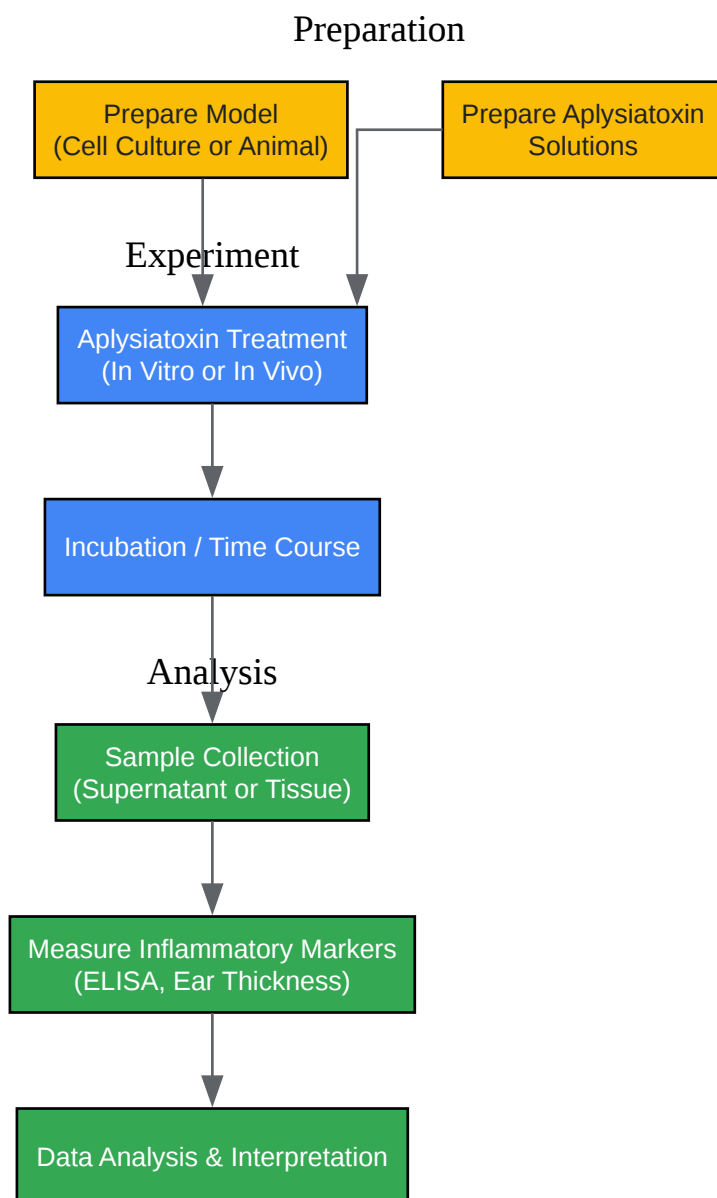 Preparation
Prepare Model
(Cell Culture or Animal)
Prepare Aplysiatoxin
Solutions
Experiment
Aplysiatoxin Treatment
(In Vitro or In Vivo)
Incubation / Time Course
Analysis
Sample Collection
(Supernatant or Tissue)
Measure Inflammatory Markers
(ELISA, Ear Thickness)
Data Analysis & Interpretation